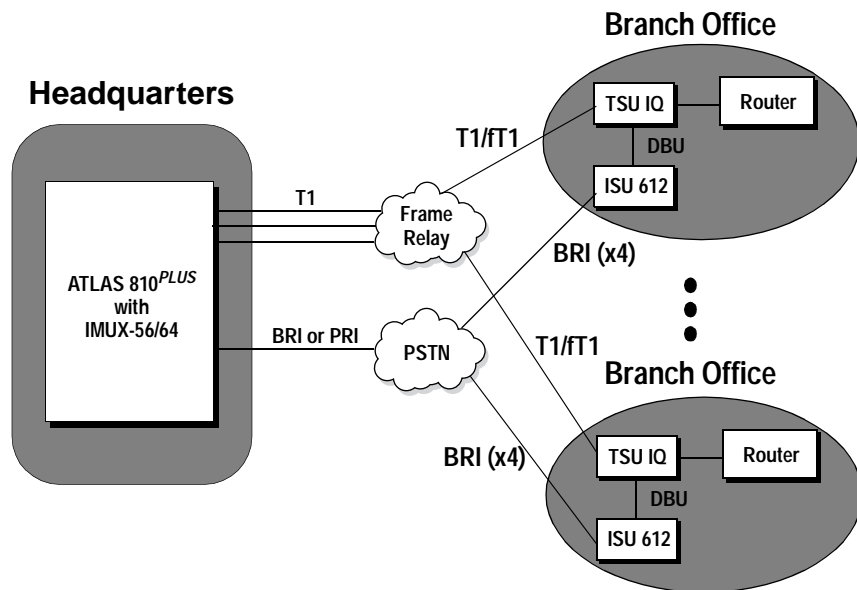 Headquarters
ATLAS 810PLUS
with
IMUX-56/64
T1
BRI or PRI
Frame
Relay
PSTN
T1/fT1
BRI (x4)
T1/fT1
BRI (x4)
Branch Office
TSU IQ
Router
DBU
ISU 612
Branch Office
TSU IQ
Router
DBU
ISU 612